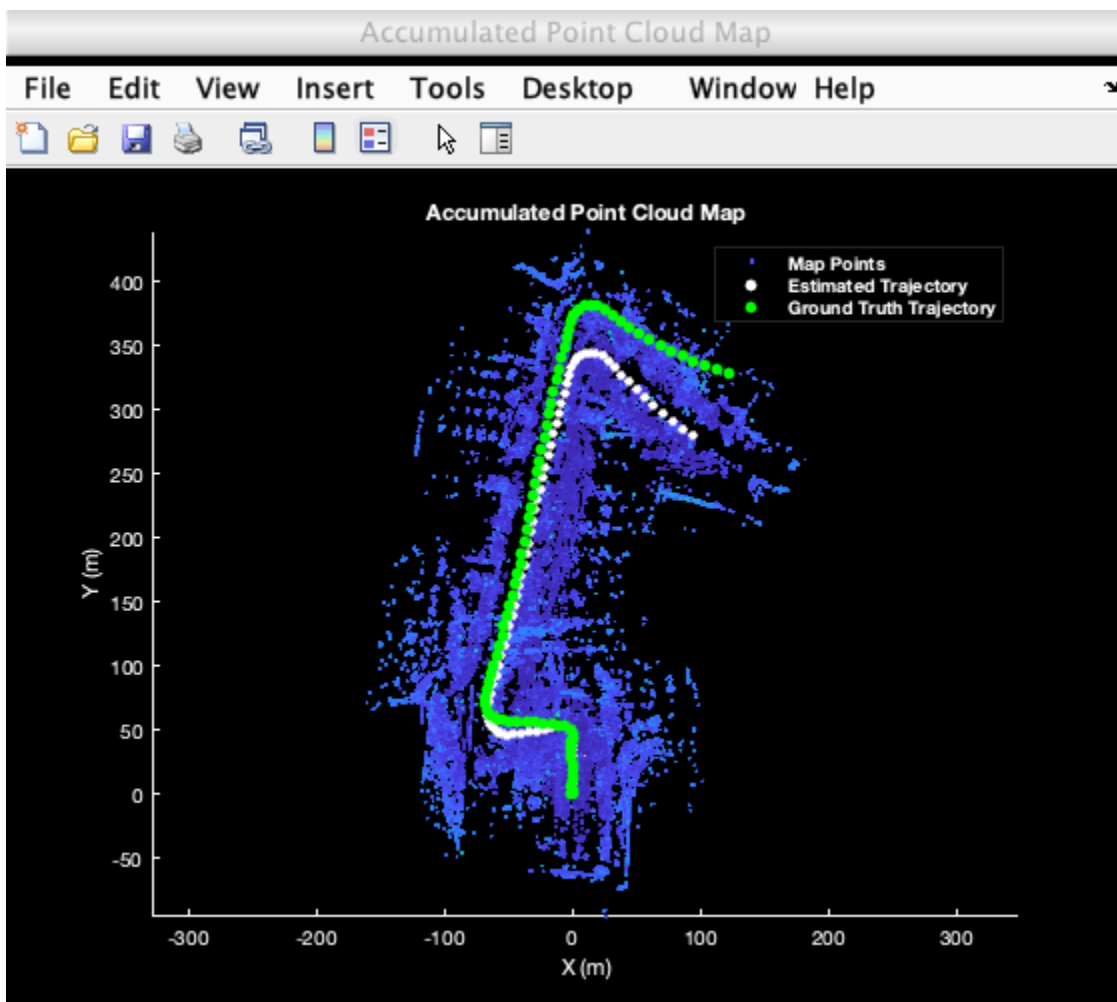 Accumulated Point Cloud Map
File Edit View Insert Tools Desktop Window Help
Accumulated Point Cloud Map
Map Points
Estimated Trajectory
Ground Truth Trajectory
400
350
300
250
200
150
100
50
0
-50
Y (m)
-300 -200 -100 0 100 200 300
X (m)